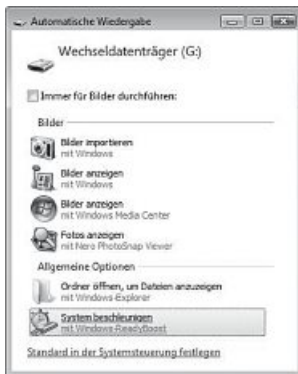 Automatische Wiedergabe
Wechseldatenträger (G:)
Immer für Bilder durchführen:
Bilder
Bilder importieren
mit Windows
Bilder anzeigen
mit Windows
Bilder anzeigen
mit Windows Media Center
Fotos anzeigen
mit Nero PhotoSnap Viewer
Allgemeine Optionen
Ordner öffnen, um Dateien anzuzeigen
mit Windows-Explorer
System beschleunigen
mit Windows-ReadyBoost
Standard in der Systemsteuerung festlegen